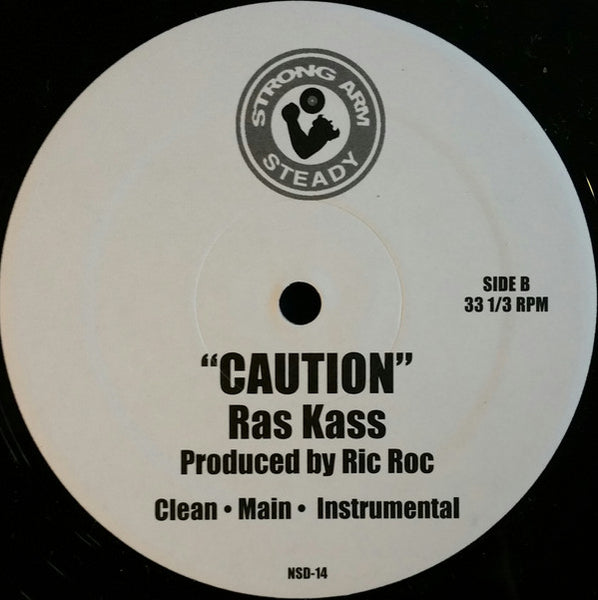 STRONG ARM
STEADY
SIDE B
33 1/3 RPM
“CAUTION”
Ras Kass
Produced by Ric Roc
Clean • Main • Instrumental
NSD-14